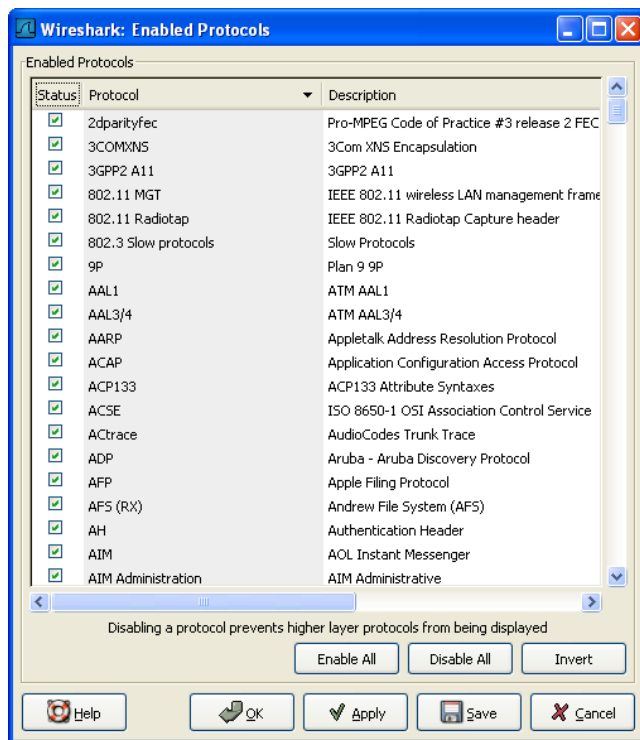 Wireshark: Enabled Protocols
Enabled Protocols
Status Protocol Description
2dparityfec Pro-MPEG Code of Practice #3 release 2 FEC
3COMXNS 3Com XNS Encapsulation
3GPP2 A11 3GPP2 A11
802.11 MGT IEEE 802.11 wireless LAN management frame
802.11 Radiotap IEEE 802.11 Radiotap Capture header
802.3 Slow protocols Slow Protocols
9P Plan 9 9P
AAL1 ATM AAL1
AAL3/4 ATM AAL3/4
AARP Appletalk Address Resolution Protocol
ACAP Application Configuration Access Protocol
ACP133 ACP133 Attribute Syntaxes
ACSE ISO 8650-1 OSI Association Control Service
ACtrace AudioCodes Trunk Trace
ADP Aruba - Aruba Discovery Protocol
AFP Apple Filing Protocol
AFS (RX) Andrew File System (AFS)
AH Authentication Header
AIM AOL Instant Messenger
AIM Administration AIM Administrative
Disabling a protocol prevents higher layer protocols from being displayed
Enable All Disable All Invert
Help OK Apply Save Cancel